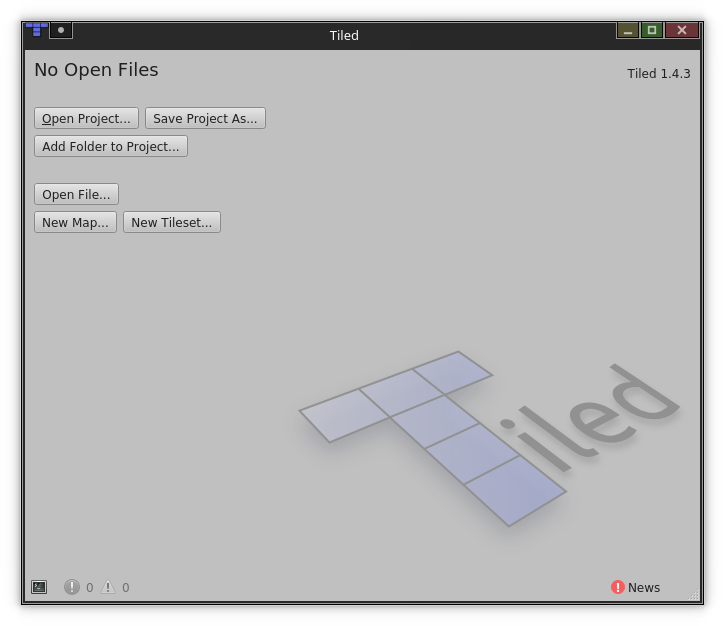 Tiled
No Open Files
Tiled 1.4.3
Open Project... Save Project As...
Add Folder to Project...
Open File...
New Map... New Tileset...
Tiled
0 0 News